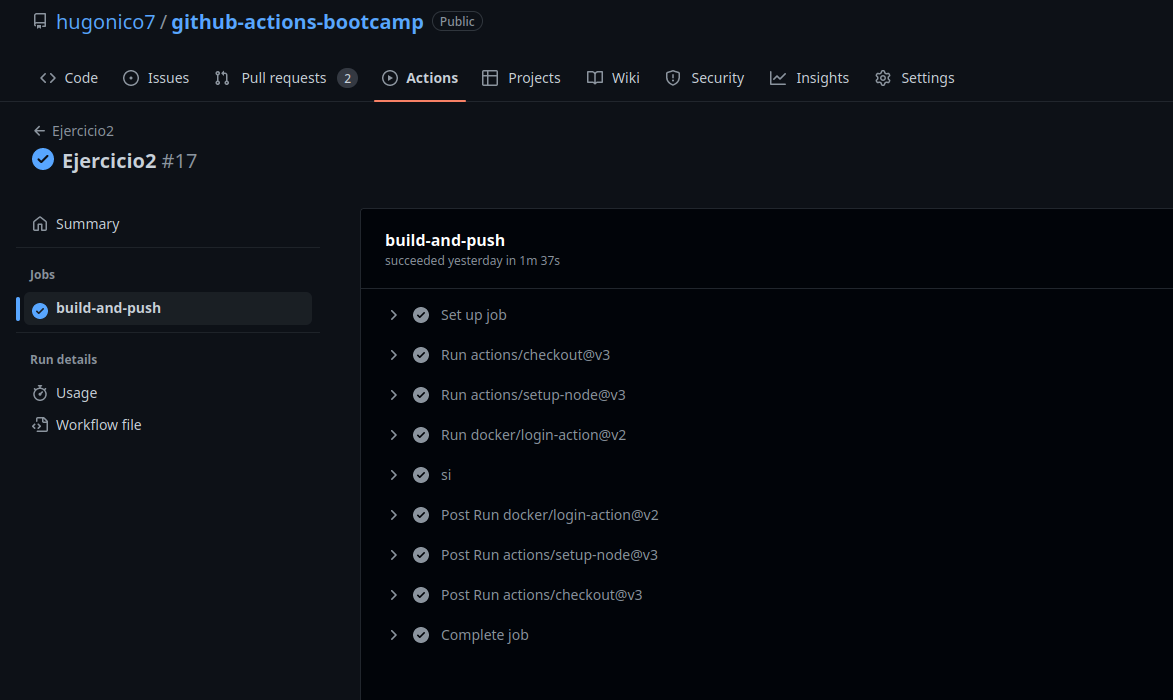 hugonico7 / github-actions-bootcamp Public
Code Issues Pull requests 2 Actions Projects Wiki Security Insights Settings
Ejercicio2
Ejercicio2 #17
Summary
Jobs
build-and-push
Run details
Usage
Workflow file
build-and-push
succeeded yesterday in 1m 37s
Set up job
Run actions/checkout@v3
Run actions/setup-node@v3
Run docker/login-action@v2
si
Post Run docker/login-action@v2
Post Run actions/setup-node@v3
Post Run actions/checkout@v3
Complete job